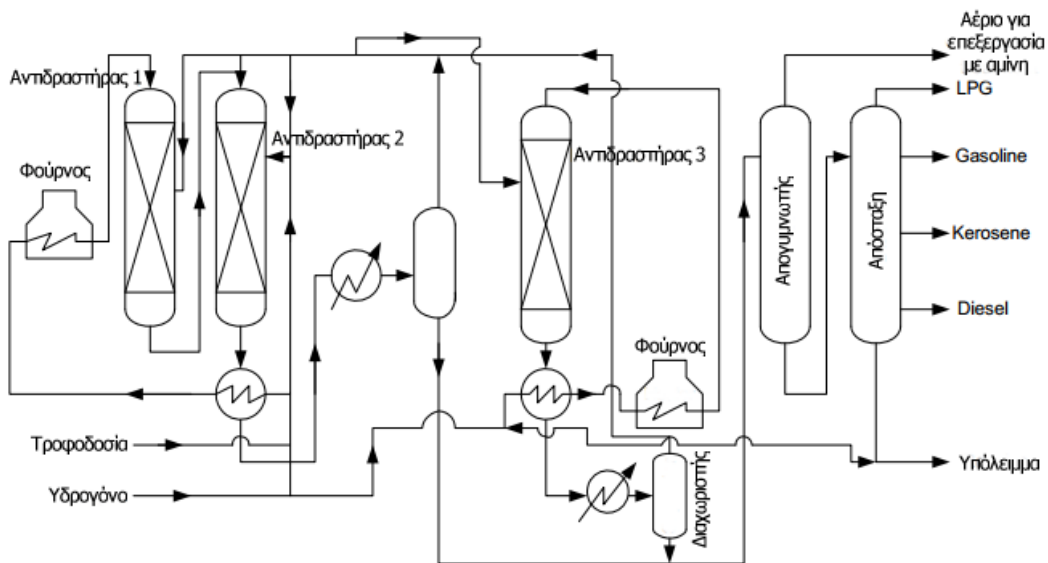 Αέριο για
επεξεργασία
με αμίνη
LPG
Αντιδραστήρας 1
Αντιδραστήρας 2
Αντιδραστήρας 3
Gasoline
Φούρνος
Απογυμνωτής
Απόσταξη
Kerosene
Diesel
Φούρνος
Τροφοδοσία
Υδρογόνο
Διαχωριστής
Υπόλειμμα